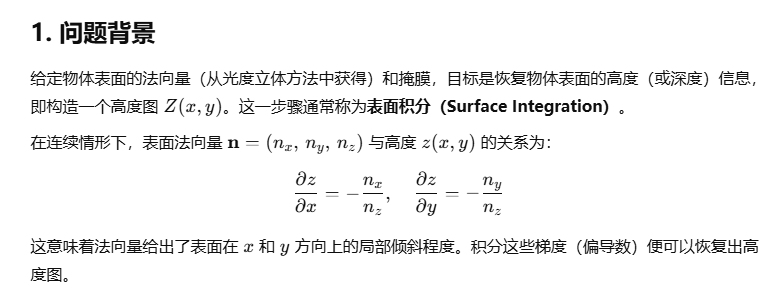 1. 问题背景
给定物体表面的法向量（从光度立体方法中获得）和掩膜，目标是恢复物体表面的高度（或深度）信息，
即构造一个高度图 Z(x, y)。这一步骤通常称为表面积分（Surface Integration）。
在连续情形下，表面法向量 n = (nₓ, n_y, n_z) 与高度 z(x, y) 的关系为：
∂z/∂x = −nₓ/n_z, ∂z/∂y = −n_y/n_z
这意味着法向量给出了表面在 x 和 y 方向上的局部倾斜程度。积分这些梯度（偏导数）便可以恢复出高
度图。